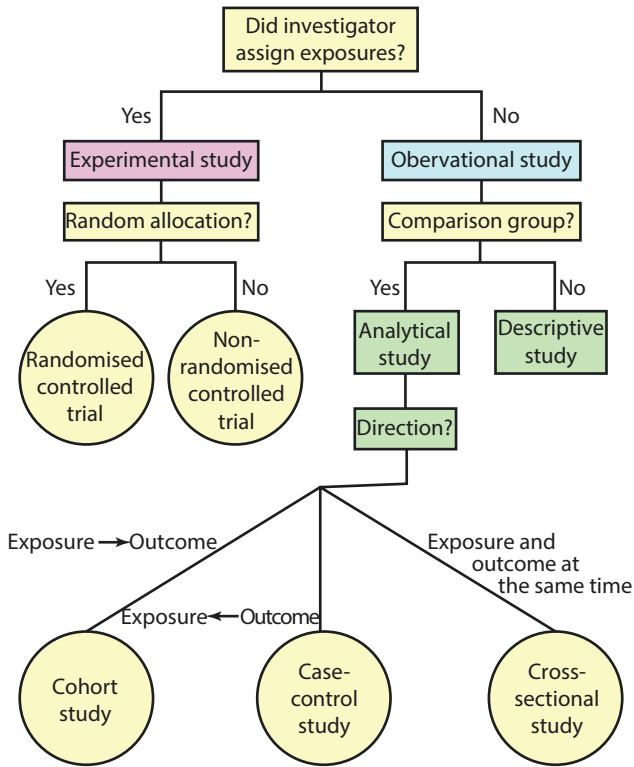 Did investigator
assign exposures?
Yes
No
Experimental study
Obervational study
Random allocation?
Comparison group?
Yes
No
Yes
No
Randomised
controlled
trial
Non-
randomised
controlled
trial
Analytical
study
Descriptive
study
Direction?
Exposure → Outcome
Exposure and
outcome at
the same time
Exposure ← Outcome
Cohort
study
Case-
control
study
Cross-
sectional
study